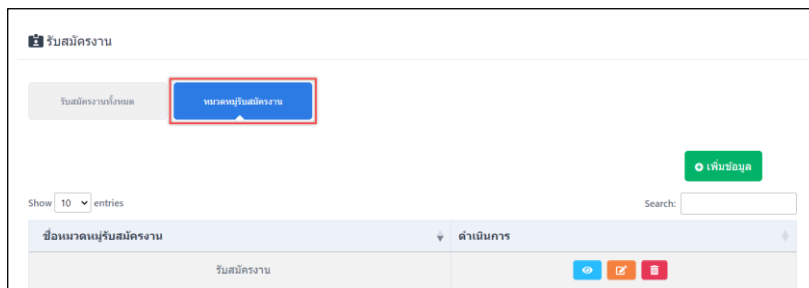 รับสมัครงาน
รับสมัครงานทั้งหมด หมวดหมู่รับสมัครงาน
เพิ่มข้อมูล
Show 10 entries Search:
ชื่อหมวดหมู่รับสมัครงาน ดำเนินการ
รับสมัครงาน